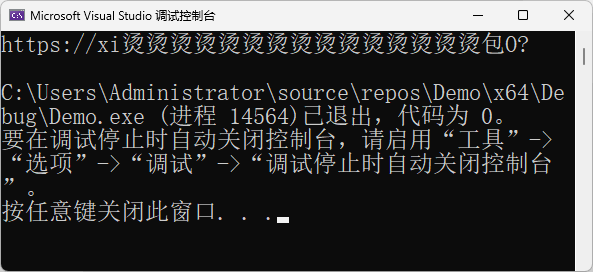 Microsoft Visual Studio 调试控制台
https://xi烫烫烫烫烫烫烫烫烫烫烫烫烫烫烫包O?
C:\Users\Administrator\source\repos\Demo\x64\De
bug\Demo.exe (进程 14564)已退出，代码为 0。
要在调试停止时自动关闭控制台，请启用“工具”->
“选项”->“调试”->“调试停止时自动关闭控制台
”。
按任意键关闭此窗口. . .